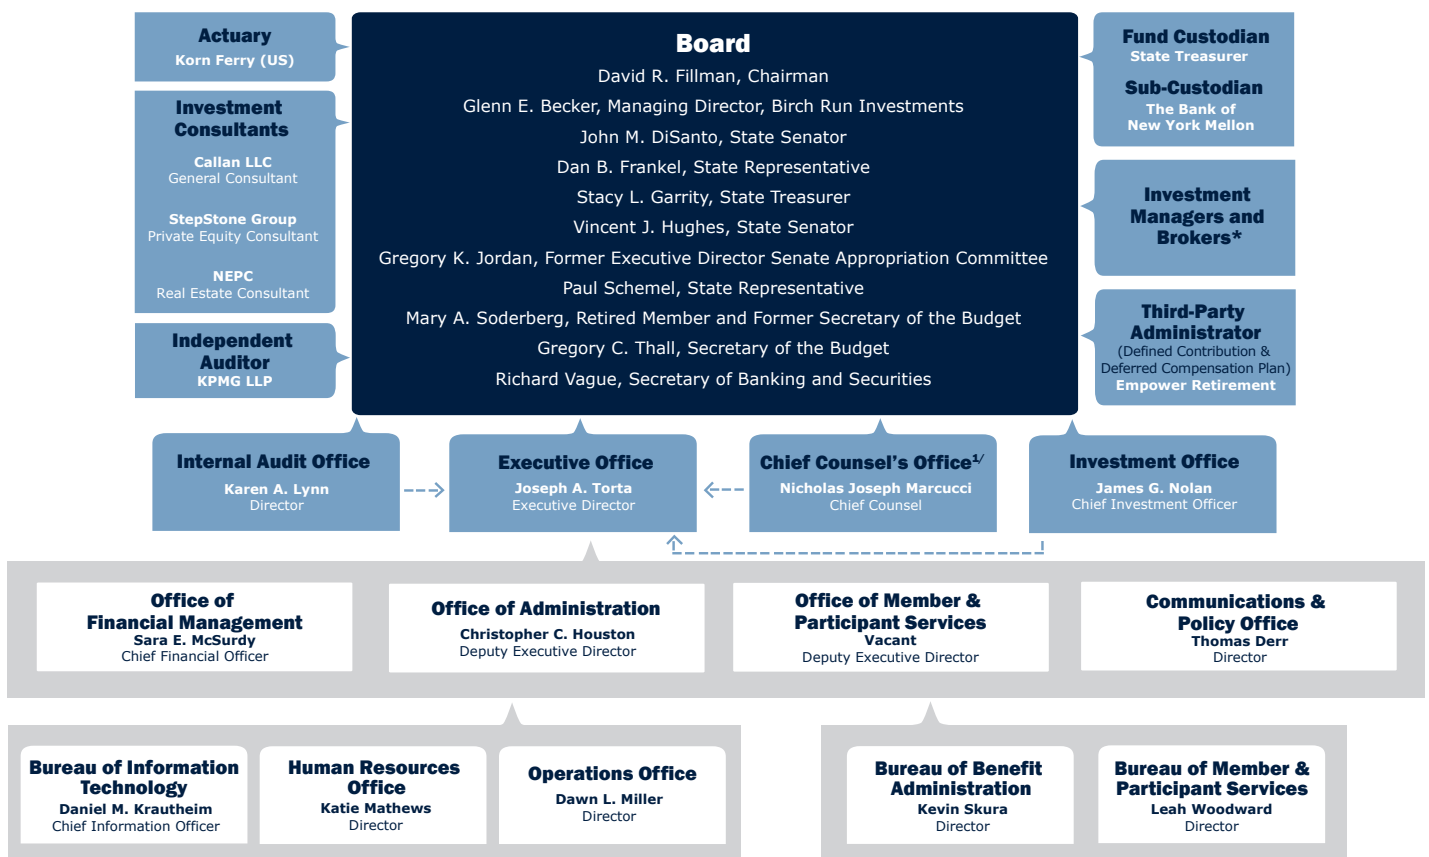 Actuary
Korn Ferry (US)
Investment
Consultants
Callan LLC
General Consultant
StepStone Group
Private Equity Consultant
NEPC
Real Estate Consultant
Independent
Auditor
KPMG LLP
Board
David R. Fillman, Chairman
Glenn E. Becker, Managing Director, Birch Run Investments
John M. DiSanto, State Senator
Dan B. Frankel, State Representative
Stacy L. Garrity, State Treasurer
Vincent J. Hughes, State Senator
Gregory K. Jordan, Former Executive Director Senate Appropriation Committee
Paul Schemel, State Representative
Mary A. Soderberg, Retired Member and Former Secretary of the Budget
Gregory C. Thall, Secretary of the Budget
Richard Vague, Secretary of Banking and Securities
Fund Custodian
State Treasurer
Sub-Custodian
The Bank of
New York Mellon
Investment
Managers and
Brokers*
Third-Party
Administrator
(Defined Contribution &
Deferred Compensation Plan)
Empower Retirement
Internal Audit Office
Karen A. Lynn
Director
Executive Office
Joseph A. Torta
Executive Director
Chief Counsel's Office1/
Nicholas Joseph Marcucci
Chief Counsel
Investment Office
James G. Nolan
Chief Investment Officer
Office of
Financial Management
Sara E. McSurdy
Chief Financial Officer
Office of Administration
Christopher C. Houston
Deputy Executive Director
Office of Member &
Participant Services
Vacant
Deputy Executive Director
Communications &
Policy Office
Thomas Derr
Director
Bureau of Information
Technology
Daniel M. Krautheim
Chief Information Officer
Human Resources
Office
Katie Mathews
Director
Operations Office
Dawn L. Miller
Director
Bureau of Benefit
Administration
Kevin Skura
Director
Bureau of Member &
Participant Services
Leah Woodward
Director